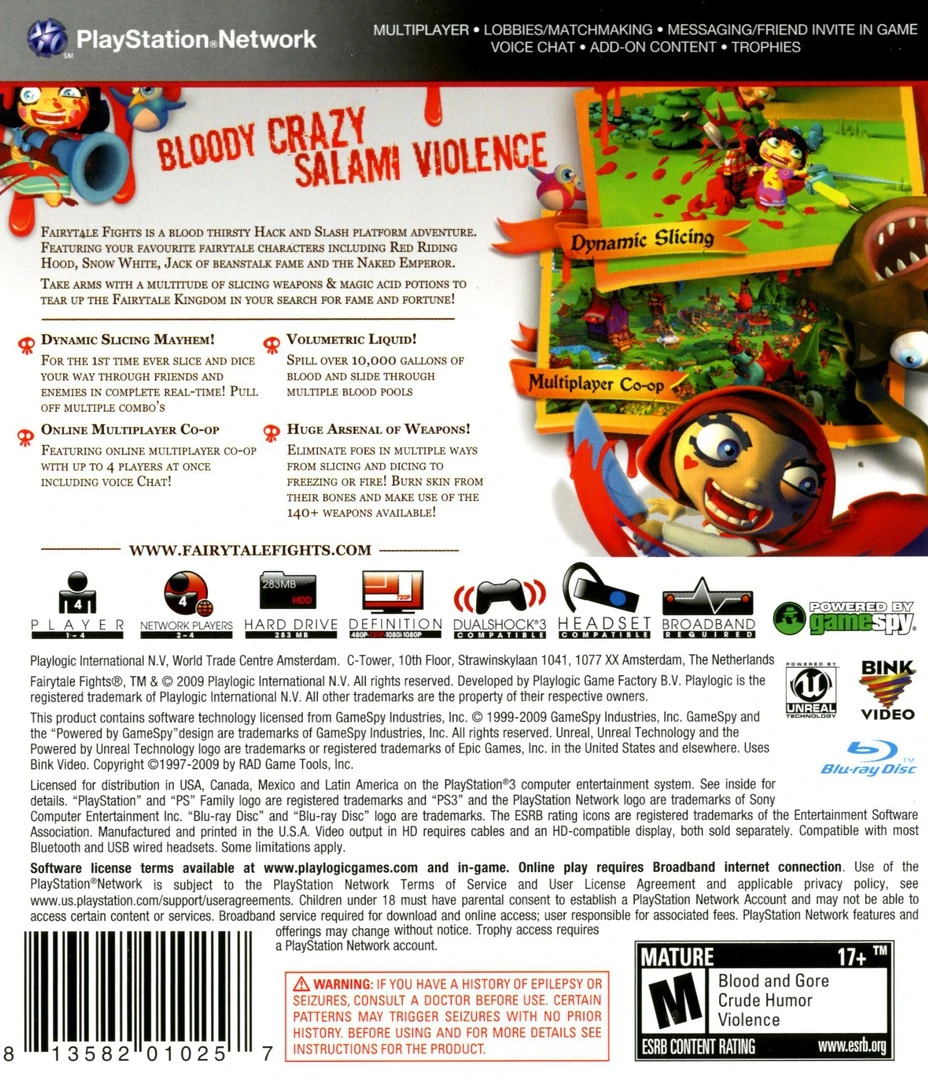 PlayStation®Network
SM
MULTIPLAYER • LOBBIES/MATCHMAKING • MESSAGING/FRIEND INVITE IN GAME
VOICE CHAT • ADD-ON CONTENT • TROPHIES
BLOODY CRAZY
SALAMI VIOLENCE
Fairytale Fights is a blood thirsty Hack and Slash platform adventure.
Featuring your favourite fairytale characters including Red Riding
Hood, Snow White, Jack of beanstalk fame and the Naked Emperor.
Take arms with a multitude of slicing weapons & magic acid potions to
tear up the Fairytale Kingdom in your search for fame and fortune!
Dynamic Slicing Mayhem!
For the 1st time ever slice and dice
your way through friends and
enemies in complete real-time! Pull
off multiple combo's
Volumetric Liquid!
Spill over 10,000 gallons of
blood and slide through
multiple blood pools
Online Multiplayer Co-op
Featuring online multiplayer co-op
with up to 4 players at once
including voice Chat!
Huge Arsenal of Weapons!
Eliminate foes in multiple ways
from slicing and dicing to
freezing or fire! Burn skin from
their bones and make use of the
140+ weapons available!
Dynamic Slicing
Multiplayer Co-op
WWW.FAIRYTALEFIGHTS.COM
4
PLAYER
1-4
4
NETWORK PLAYERS
2-4
283MB
HDD
HARD DRIVE
283 MB
720P
DEFINITION
480P•720P•1080i•1080P
DUALSHOCK®3
COMPATIBLE
HEADSET
COMPATIBLE
BROADBAND
REQUIRED
POWERED BY
gamespy.
Playlogic International N.V, World Trade Centre Amsterdam. C-Tower, 10th Floor, Strawinskylaan 1041, 1077 XX Amsterdam, The Netherlands
Fairytale Fights®, TM & © 2009 Playlogic International N.V. All rights reserved. Developed by Playlogic Game Factory B.V. Playlogic is the
registered trademark of Playlogic International N.V. All other trademarks are the property of their respective owners.
This product contains software technology licensed from GameSpy Industries, Inc. © 1999-2009 GameSpy Industries, Inc. GameSpy and
the "Powered by GameSpy"design are trademarks of GameSpy Industries, Inc. All rights reserved. Unreal, Unreal Technology and the
Powered by Unreal Technology logo are trademarks or registered trademarks of Epic Games, Inc. in the United States and elsewhere. Uses
Bink Video. Copyright ©1997-2009 by RAD Game Tools, Inc.
POWERED BY
UNREAL
TECHNOLOGY
BINK
VIDEO
Blu-ray Disc
TM
Licensed for distribution in USA, Canada, Mexico and Latin America on the PlayStation®3 computer entertainment system. See inside for
details. "PlayStation" and "PS" Family logo are registered trademarks and "PS3" and the PlayStation Network logo are trademarks of Sony
Computer Entertainment Inc. "Blu-ray Disc" and "Blu-ray Disc" logo are trademarks. The ESRB rating icons are registered trademarks of the Entertainment Software
Association. Manufactured and printed in the U.S.A. Video output in HD requires cables and an HD-compatible display, both sold separately. Compatible with most
Bluetooth and USB wired headsets. Some limitations apply.
Software license terms available at www.playlogicgames.com and in-game. Online play requires Broadband internet connection. Use of the
PlayStation®Network is subject to the PlayStation Network Terms of Service and User License Agreement and applicable privacy policy, see
www.us.playstation.com/support/useragreements. Children under 18 must have parental consent to establish a PlayStation Network Account and may not be able to
access certain content or services. Broadband service required for download and online access; user responsible for associated fees. PlayStation Network features and
offerings may change without notice. Trophy access requires
a PlayStation Network account.
8 13582 01025 7
WARNING: IF YOU HAVE A HISTORY OF EPILEPSY OR
SEIZURES, CONSULT A DOCTOR BEFORE USE. CERTAIN
PATTERNS MAY TRIGGER SEIZURES WITH NO PRIOR
HISTORY. BEFORE USING AND FOR MORE DETAILS SEE
INSTRUCTIONS FOR THE PRODUCT.
MATURE 17+ TM
M
Blood and Gore
Crude Humor
Violence
ESRB CONTENT RATING www.esrb.org